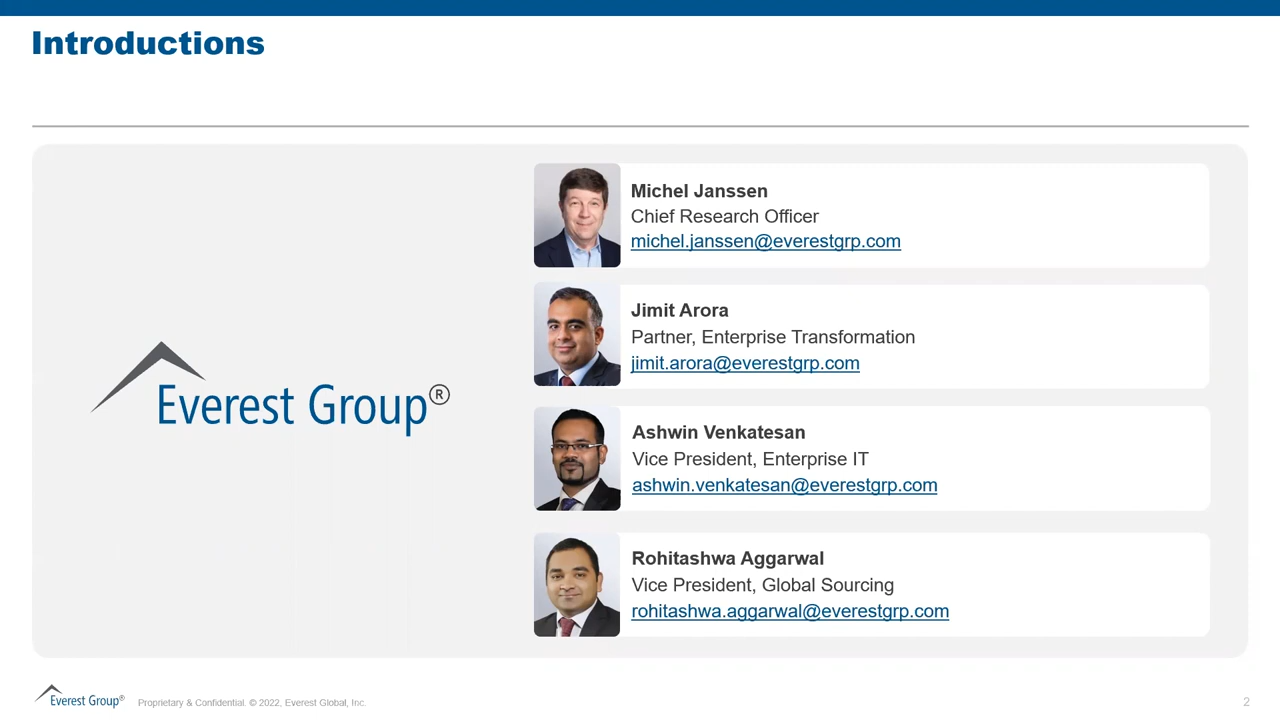 Introductions
Everest Group®
Michel Janssen
Chief Research Officer
michel.janssen@everestgrp.com
Jimit Arora
Partner, Enterprise Transformation
jimit.arora@everestgrp.com
Ashwin Venkatesan
Vice President, Enterprise IT
ashwin.venkatesan@everestgrp.com
Rohitashwa Aggarwal
Vice President, Global Sourcing
rohitashwa.aggarwal@everestgrp.com
Everest Group® Proprietary & Confidential. © 2022, Everest Global, Inc. 2